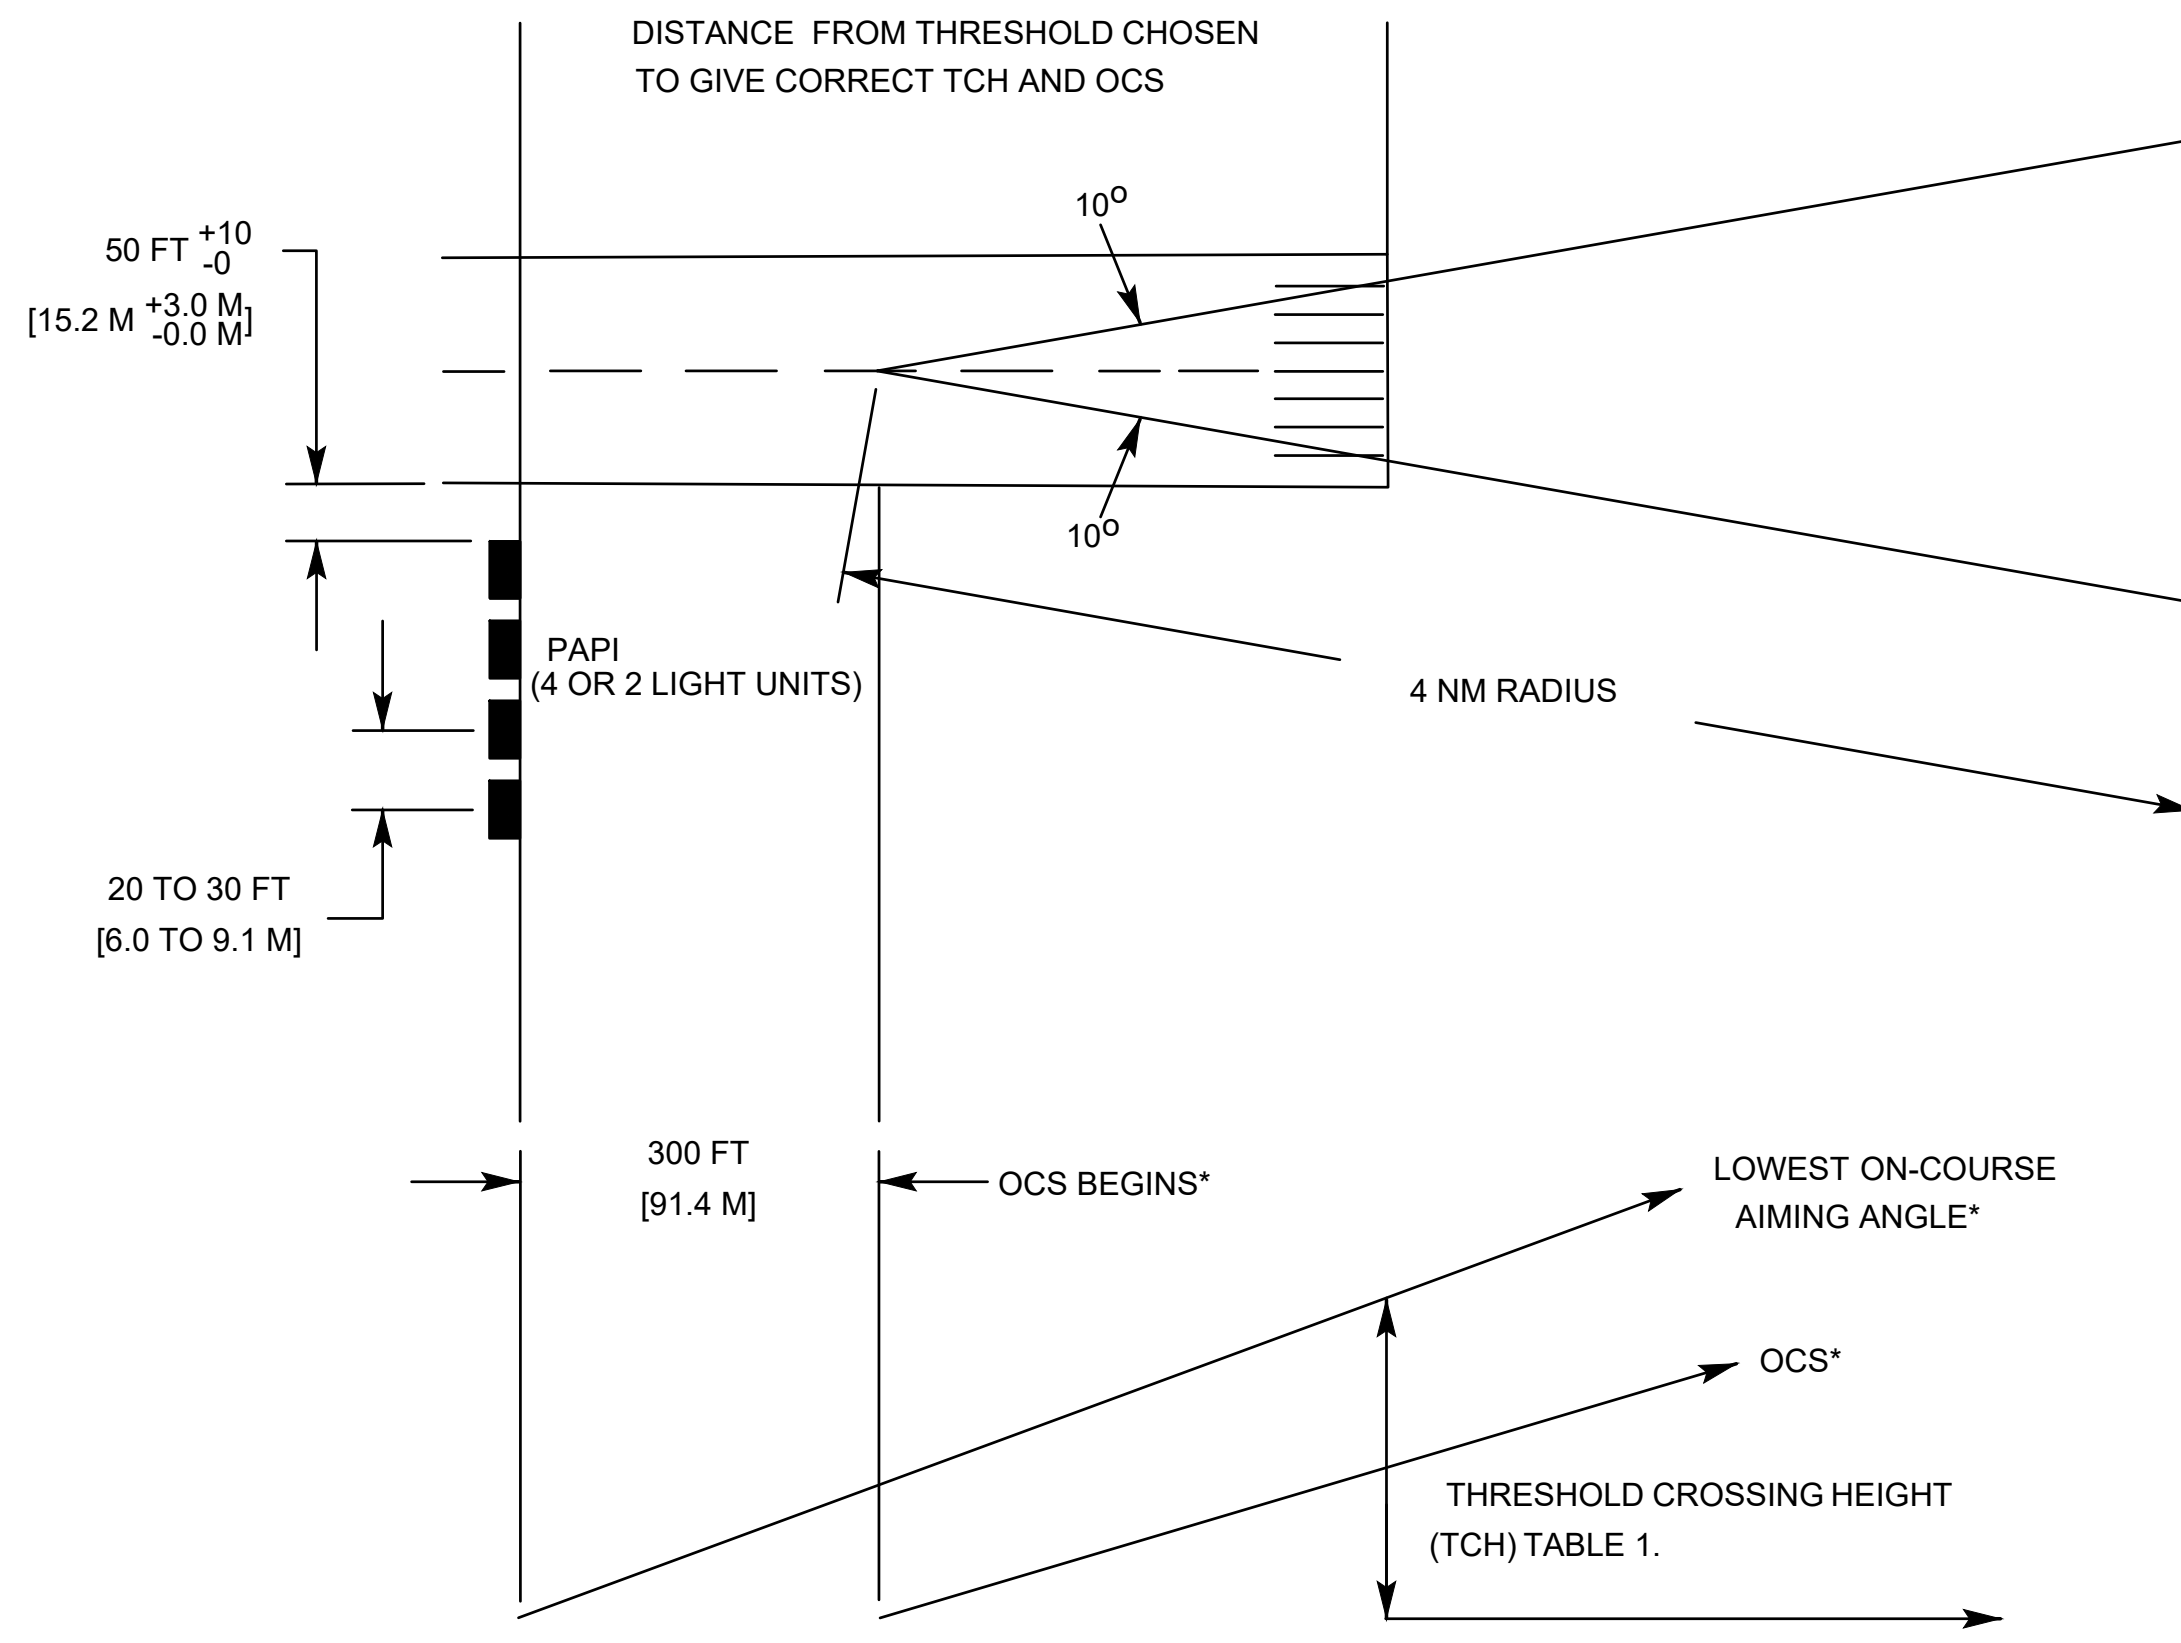 DISTANCE FROM THRESHOLD CHOSEN
TO GIVE CORRECT TCH AND OCS
10º
50 FT +10 -0
[15.2 M +3.0 M -0.0 M]
10º
PAPI
(4 OR 2 LIGHT UNITS)
4 NM RADIUS
20 TO 30 FT
[6.0 TO 9.1 M]
300 FT
[91.4 M]
OCS BEGINS*
LOWEST ON-COURSE
AIMING ANGLE*
OCS*
THRESHOLD CROSSING HEIGHT
(TCH) TABLE 1.